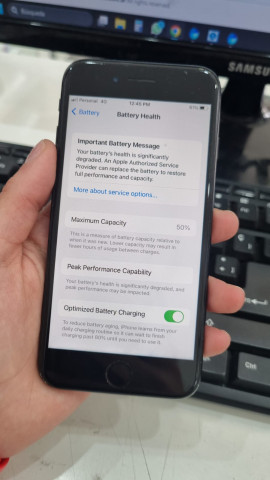 Personal 4G 12:45 PM
Battery
Battery Health
Important Battery Message
Your battery's health is significantly
degraded. An Apple Authorized Service
Provider can replace the battery to restore
full performance and capacity.
More about service options...
Maximum Capacity 50%
This is a measure of battery capacity relative to
when it was new. Lower capacity may result in
fewer hours of usage between charges.
Peak Performance Capability
Your battery's health is significantly degraded, and
peak performance may be impacted.
Optimized Battery Charging
To reduce battery aging, iPhone learns from your
daily charging routine so it can wait to finish
charging past 80% until you need to use it.
SAMSUNG
Ctrl